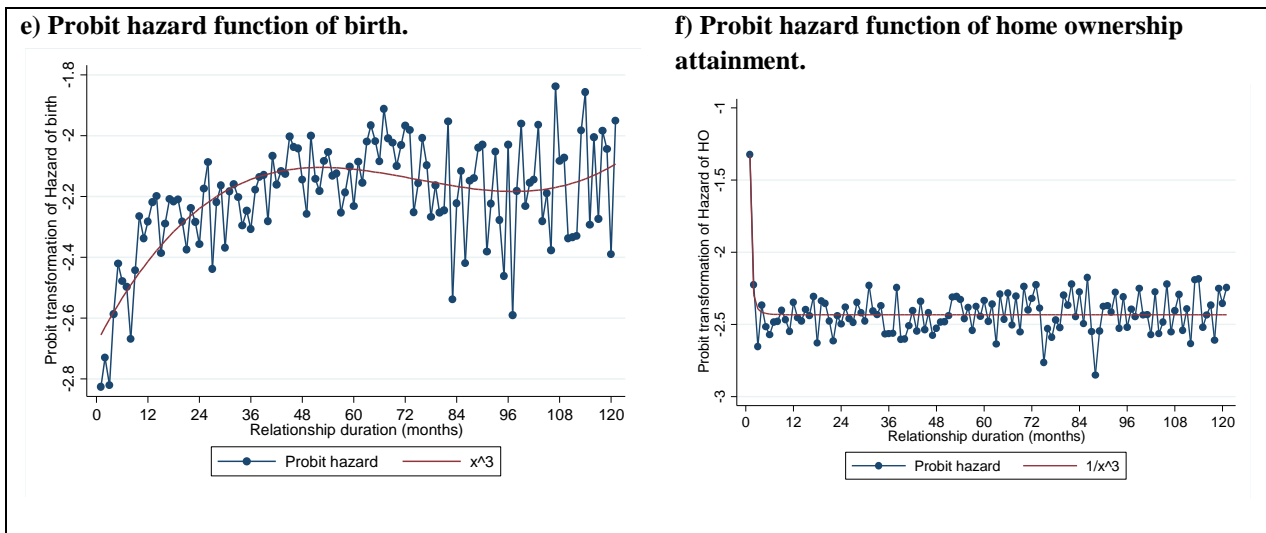 e) Probit hazard function of birth.
Probit transformation of Hazard of birth
-1.8
-2
-2.2
-2.4
-2.6
-2.8
0 12 24 36 48 60 72 84 96 108 120
Relationship duration (months)
Probit hazard x^3
f) Probit hazard function of home ownership
attainment.
Probit transformation of Hazard of HO
-1
-1.5
-2
-2.5
-3
0 12 24 36 48 60 72 84 96 108 120
Relationship duration (months)
Probit hazard 1/x^3